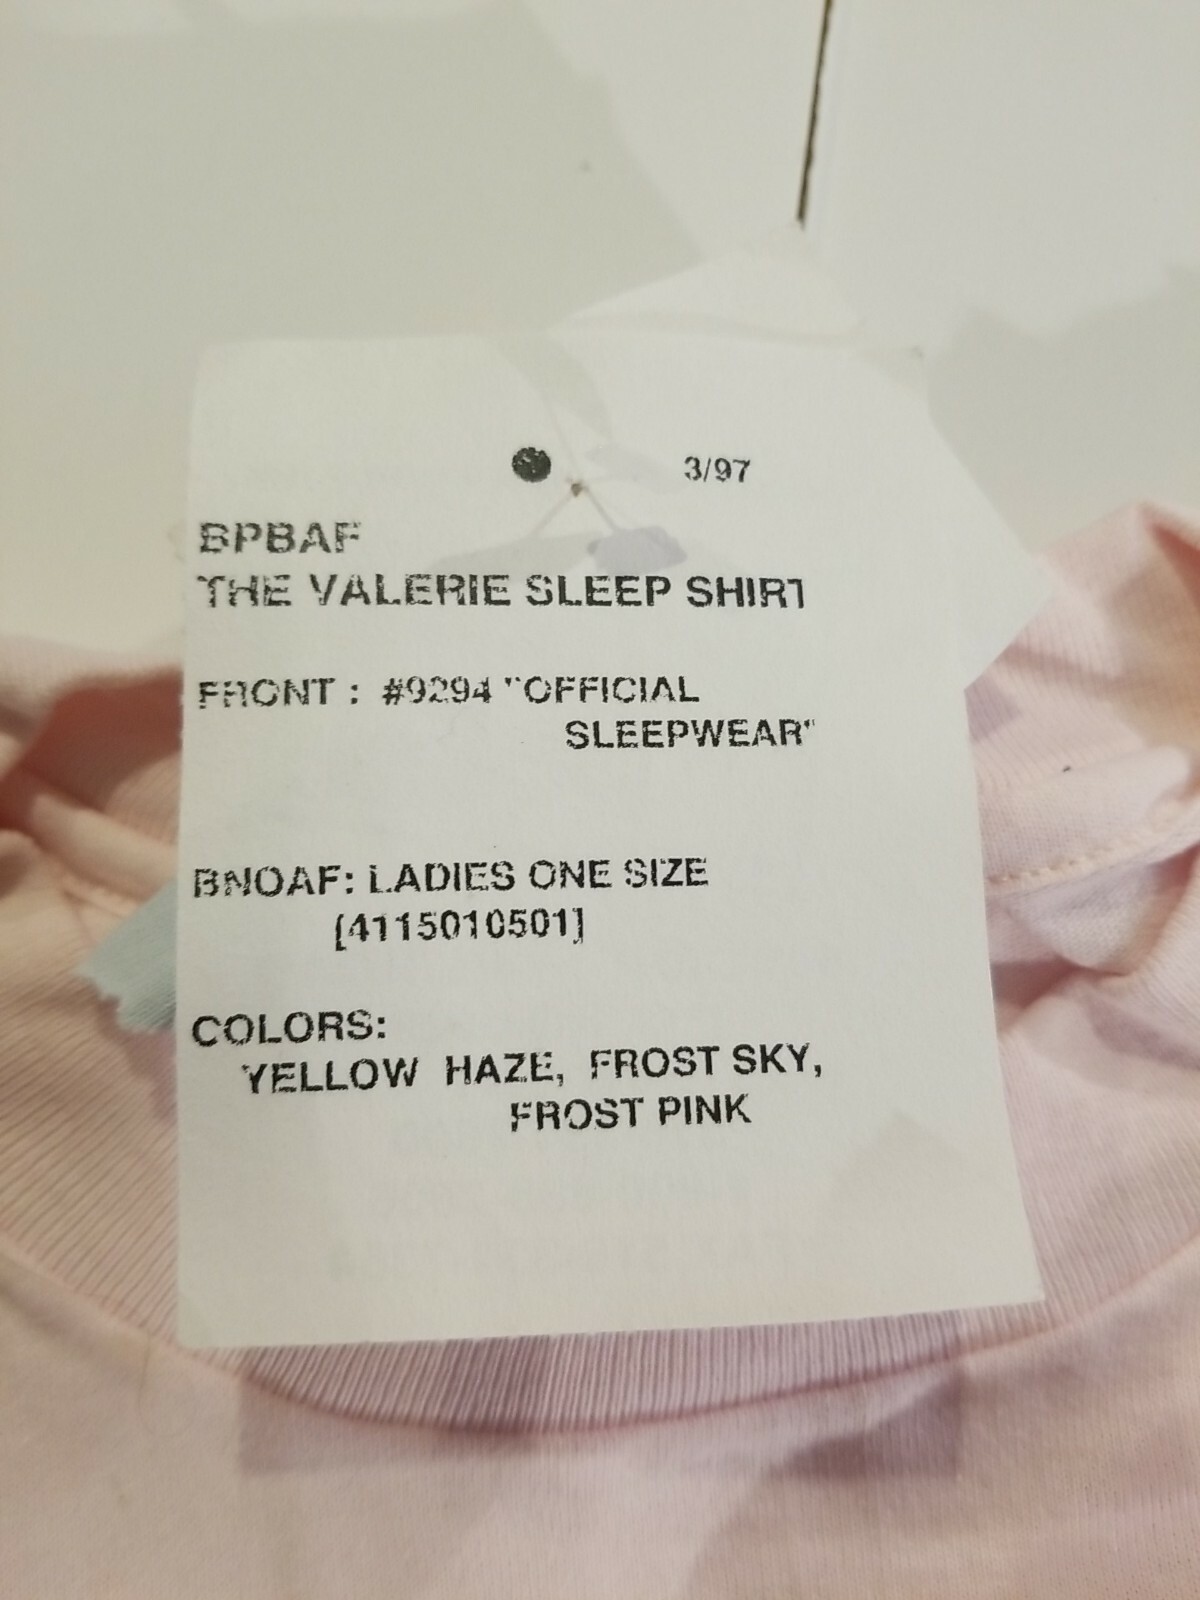 3/97
BPBAF
THE VALERIE SLEEP SHIRT
FRONT : #9294 "OFFICIAL
SLEEPWEAR"
BNOAF: LADIES ONE SIZE
[4115010501]
COLORS:
YELLOW HAZE, FROST SKY,
FROST PINK